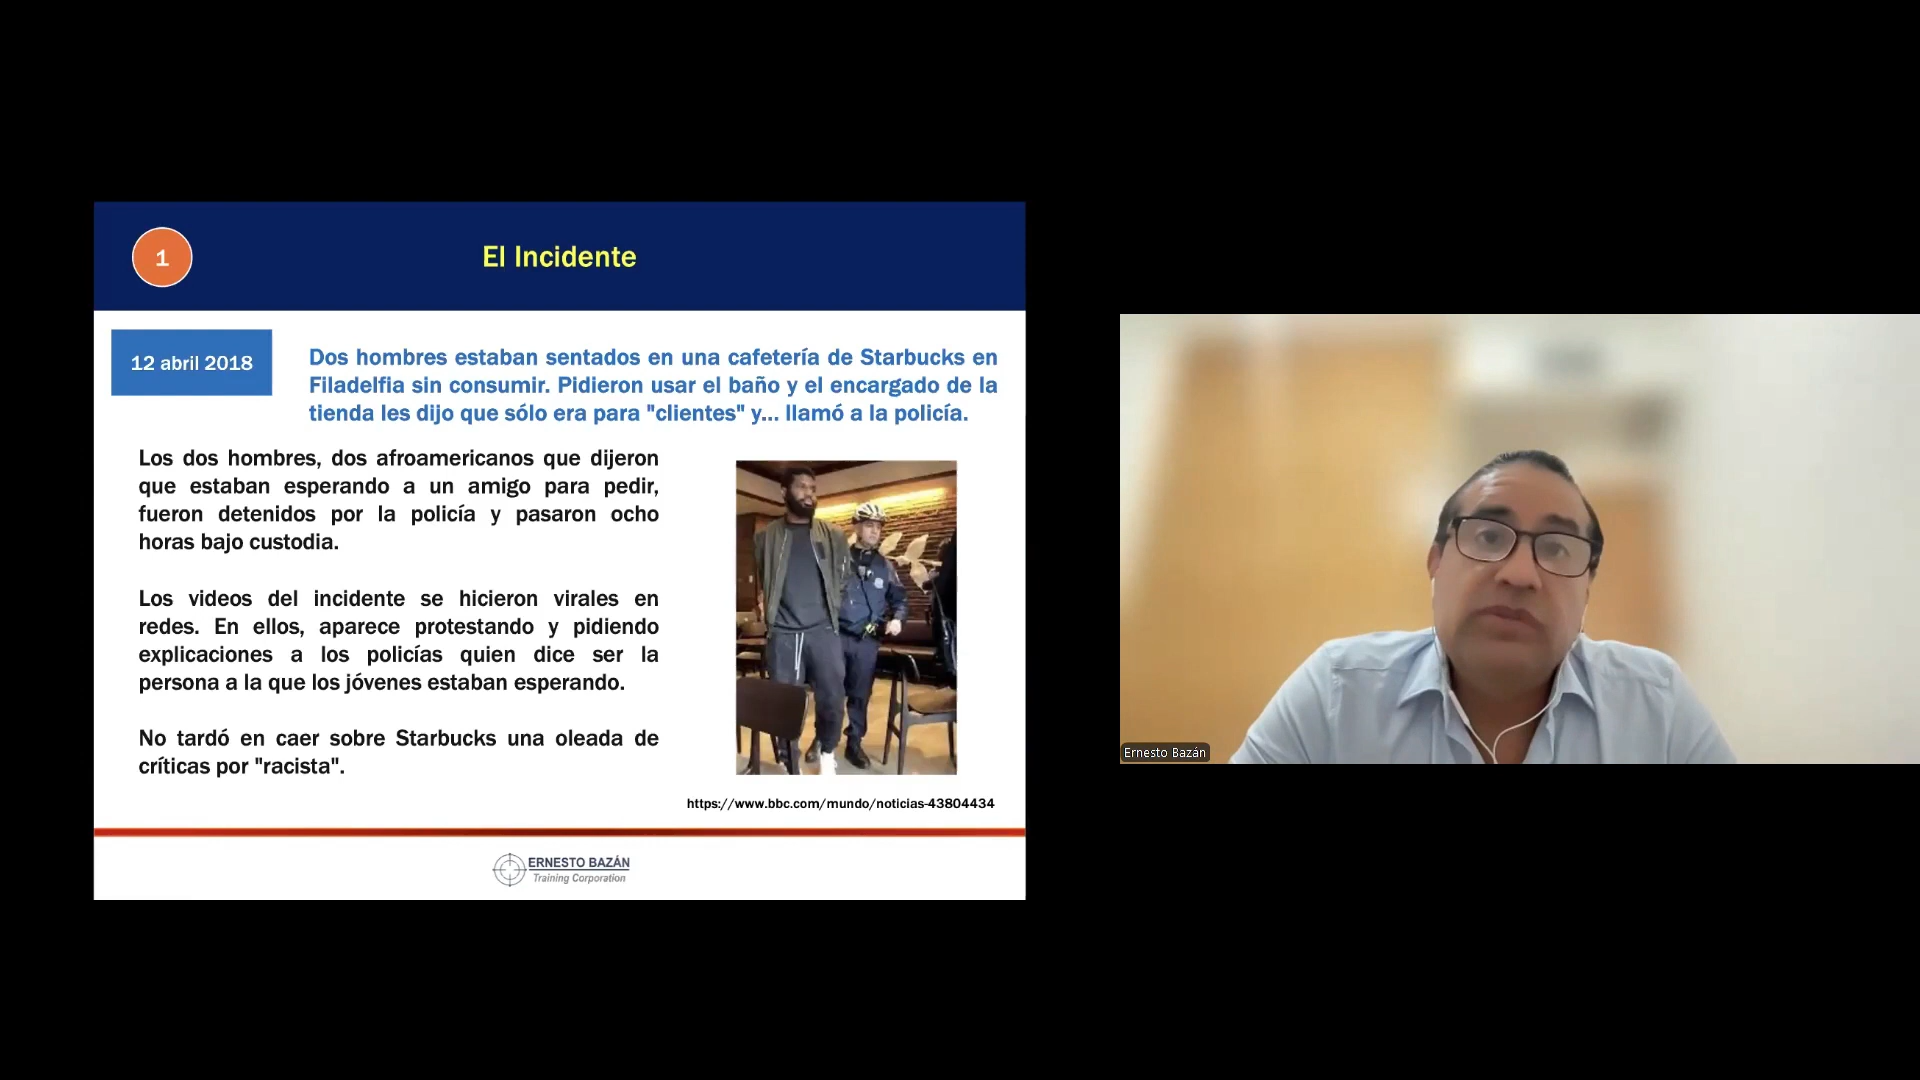 1
El Incidente
12 abril 2018
Dos hombres estaban sentados en una cafetería de Starbucks en
Filadelfia sin consumir. Pidieron usar el baño y el encargado de la
tienda les dijo que sólo era para "clientes" y... llamó a la policía.
Los dos hombres, dos afroamericanos que dijeron
que estaban esperando a un amigo para pedir,
fueron detenidos por la policía y pasaron ocho
horas bajo custodia.
Los videos del incidente se hicieron virales en
redes. En ellos, aparece protestando y pidiendo
explicaciones a los policías quien dice ser la
persona a la que los jóvenes estaban esperando.
No tardó en caer sobre Starbucks una oleada de
críticas por "racista".
https://www.bbc.com/mundo/noticias-43804434
ERNESTO BAZÁN
Training Corporation
Ernesto Bazán